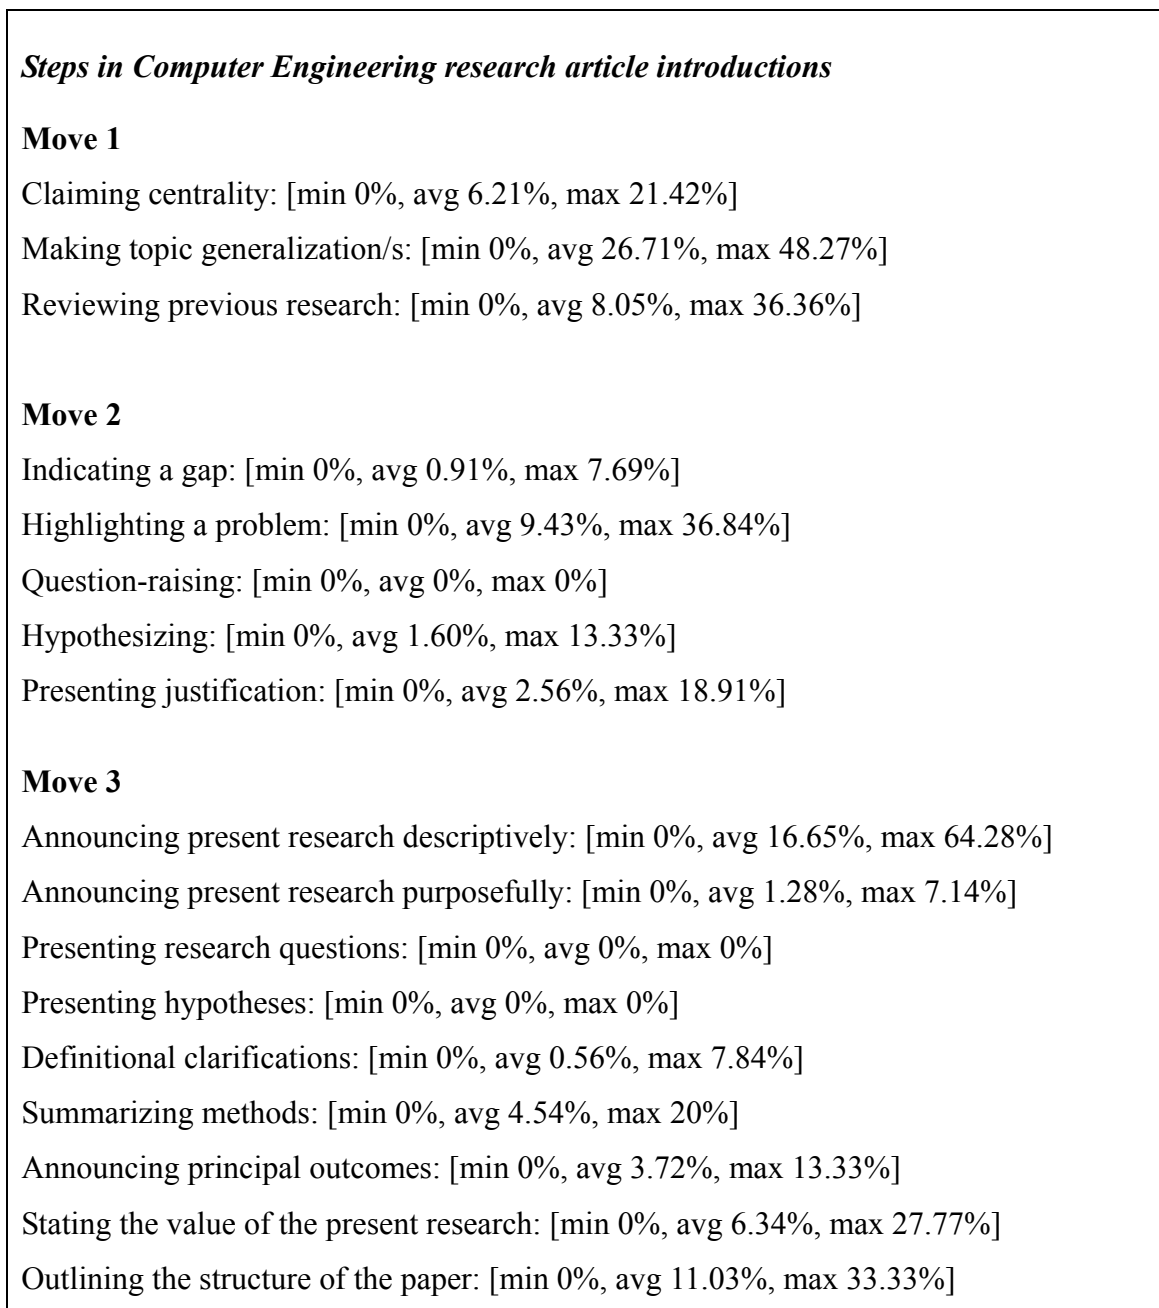 Steps in Computer Engineering research article introductions
Move 1
Claiming centrality: [min 0%, avg 6.21%, max 21.42%]
Making topic generalization/s: [min 0%, avg 26.71%, max 48.27%]
Reviewing previous research: [min 0%, avg 8.05%, max 36.36%]
Move 2
Indicating a gap: [min 0%, avg 0.91%, max 7.69%]
Highlighting a problem: [min 0%, avg 9.43%, max 36.84%]
Question-raising: [min 0%, avg 0%, max 0%]
Hypothesizing: [min 0%, avg 1.60%, max 13.33%]
Presenting justification: [min 0%, avg 2.56%, max 18.91%]
Move 3
Announcing present research descriptively: [min 0%, avg 16.65%, max 64.28%]
Announcing present research purposefully: [min 0%, avg 1.28%, max 7.14%]
Presenting research questions: [min 0%, avg 0%, max 0%]
Presenting hypotheses: [min 0%, avg 0%, max 0%]
Definitional clarifications: [min 0%, avg 0.56%, max 7.84%]
Summarizing methods: [min 0%, avg 4.54%, max 20%]
Announcing principal outcomes: [min 0%, avg 3.72%, max 13.33%]
Stating the value of the present research: [min 0%, avg 6.34%, max 27.77%]
Outlining the structure of the paper: [min 0%, avg 11.03%, max 33.33%]